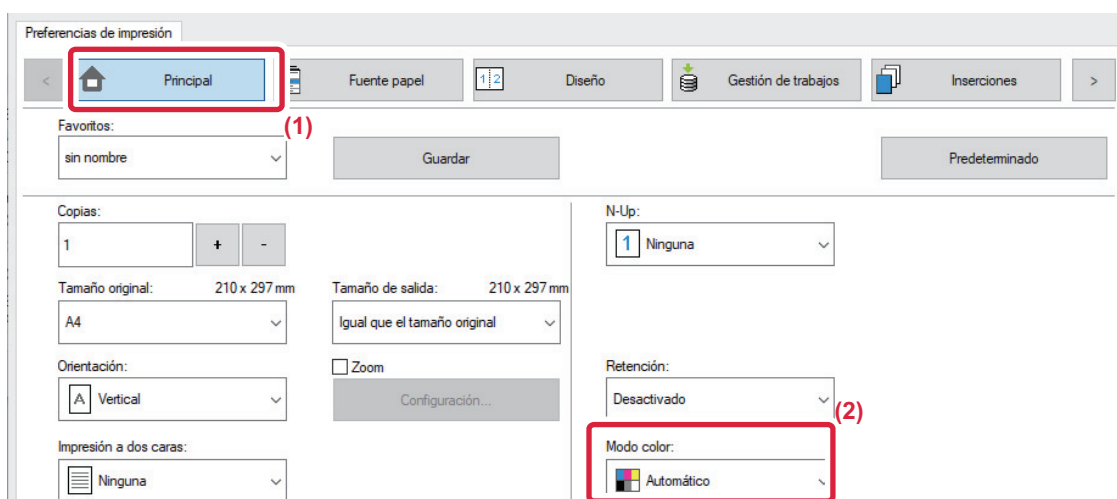 Preferencias de impresión
< Principal Fuente papel 1 2 Diseño Gestión de trabajos Inserciones >
(1)
Favoritos:
sin nombre Guardar Predeterminado
Copias: N-Up:
1 + - 1 Ninguna
Tamaño original: 210 x 297 mm Tamaño de salida: 210 x 297 mm
A4 Igual que el tamaño original
Orientación: Zoom Retención:
A Vertical Configuración... Desactivado
(2)
Impresión a dos caras: Modo color:
Ninguna Automático